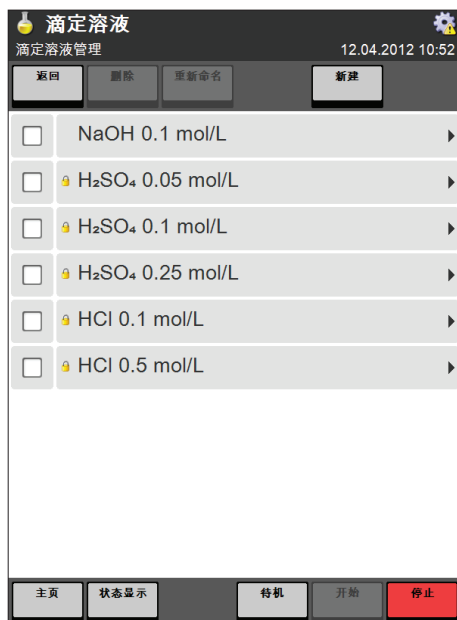 滴定溶液
滴定溶液管理 12.04.2012 10:52
返回 删除 重新命名 新建
NaOH 0.1 mol/L
H₂SO₄ 0.05 mol/L
H₂SO₄ 0.1 mol/L
H₂SO₄ 0.25 mol/L
HCl 0.1 mol/L
HCl 0.5 mol/L
主页 状态显示 待机 开始 停止